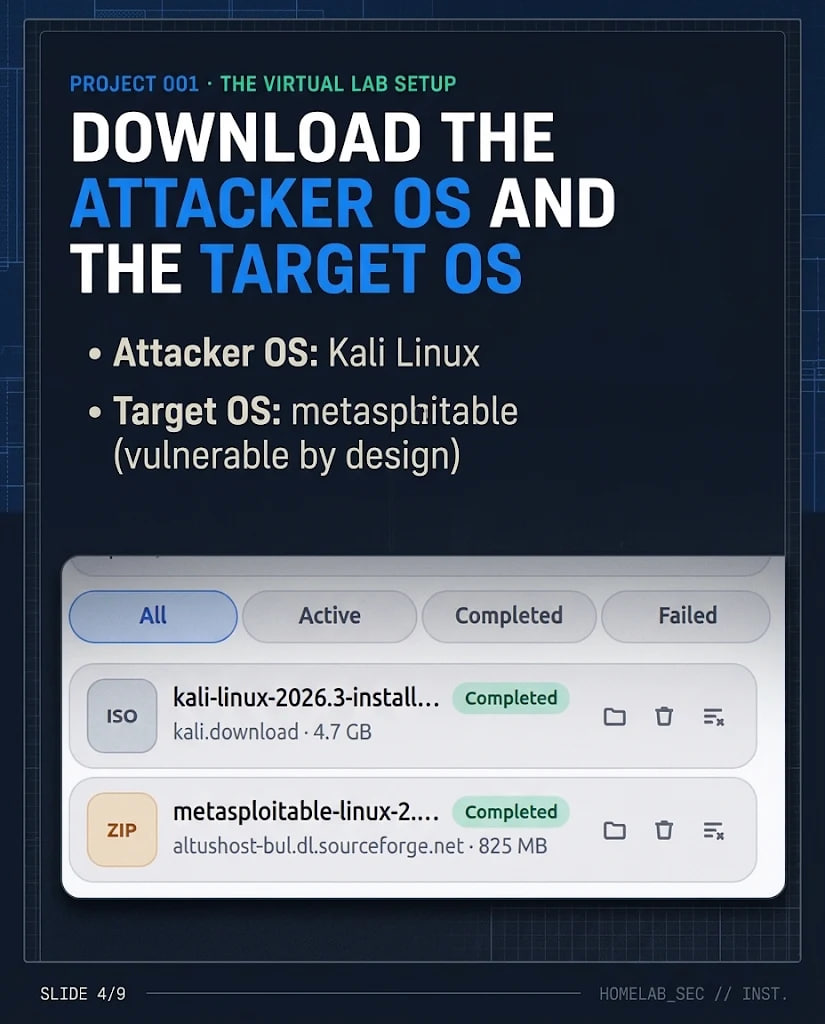 PROJECT 001 · THE VIRTUAL LAB SETUP
DOWNLOAD THE
ATTACKER OS AND
THE TARGET OS
• Attacker OS: Kali Linux
• Target OS: metasploitable
(vulnerable by design)
All
Active
Completed
Failed
ISO
kali-linux-2026.3-install...
Completed
kali.download · 4.7 GB
ZIP
metasploitable-linux-2....
Completed
altushost-bul.dl.sourceforge.net · 825 MB
SLIDE 4/9
HOMELAB_SEC // INST.